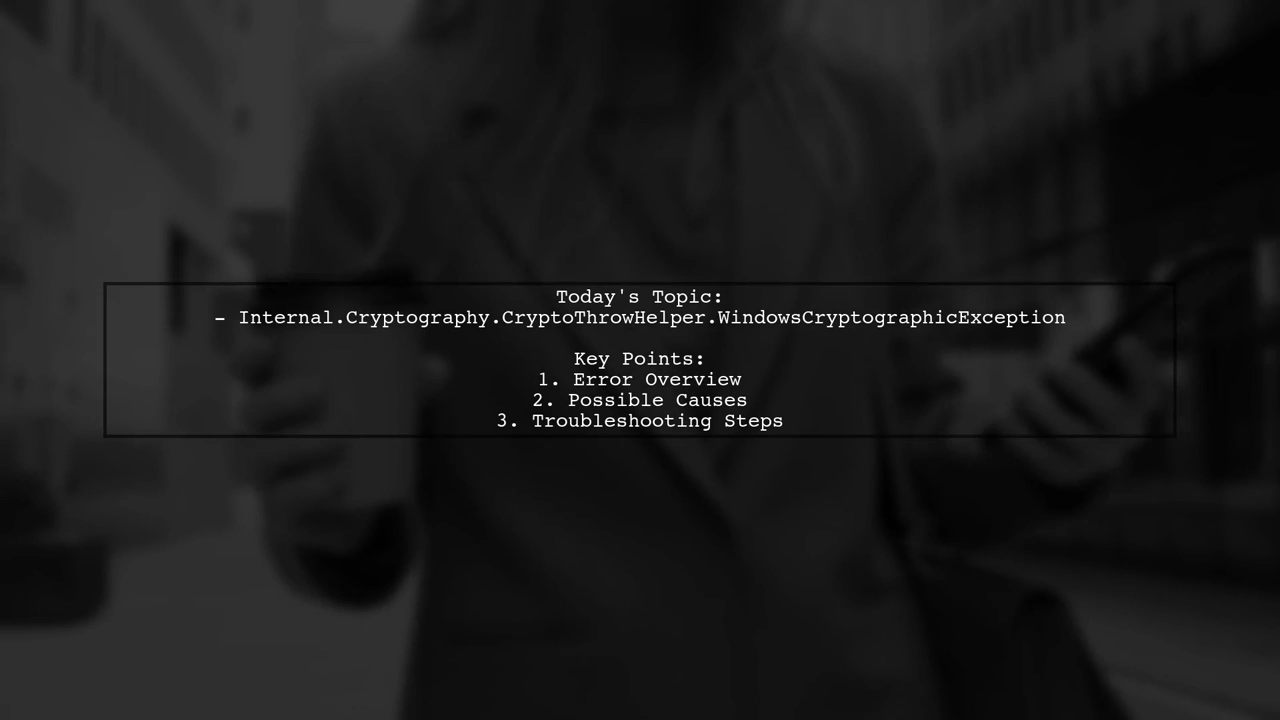 Today's Topic:
– Internal.Cryptography.CryptoThrowHelper.WindowsCryptographicException
Key Points:
1. Error Overview
2. Possible Causes
3. Troubleshooting Steps